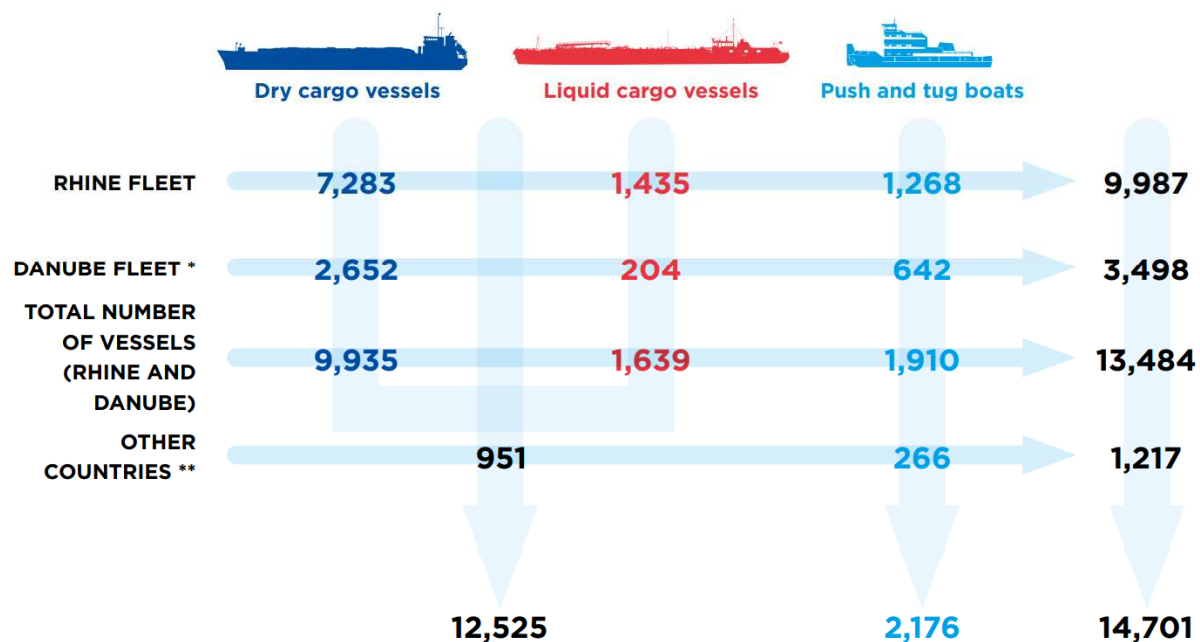 Dry cargo vessels Liquid cargo vessels Push and tug boats
RHINE FLEET 7,283 1,435 1,268 9,987
DANUBE FLEET * 2,652 204 642 3,498
TOTAL NUMBER
OF VESSELS
(RHINE AND
DANUBE) 9,935 1,639 1,910 13,484
OTHER
COUNTRIES ** 951 266 1,217
12,525 2,176 14,701